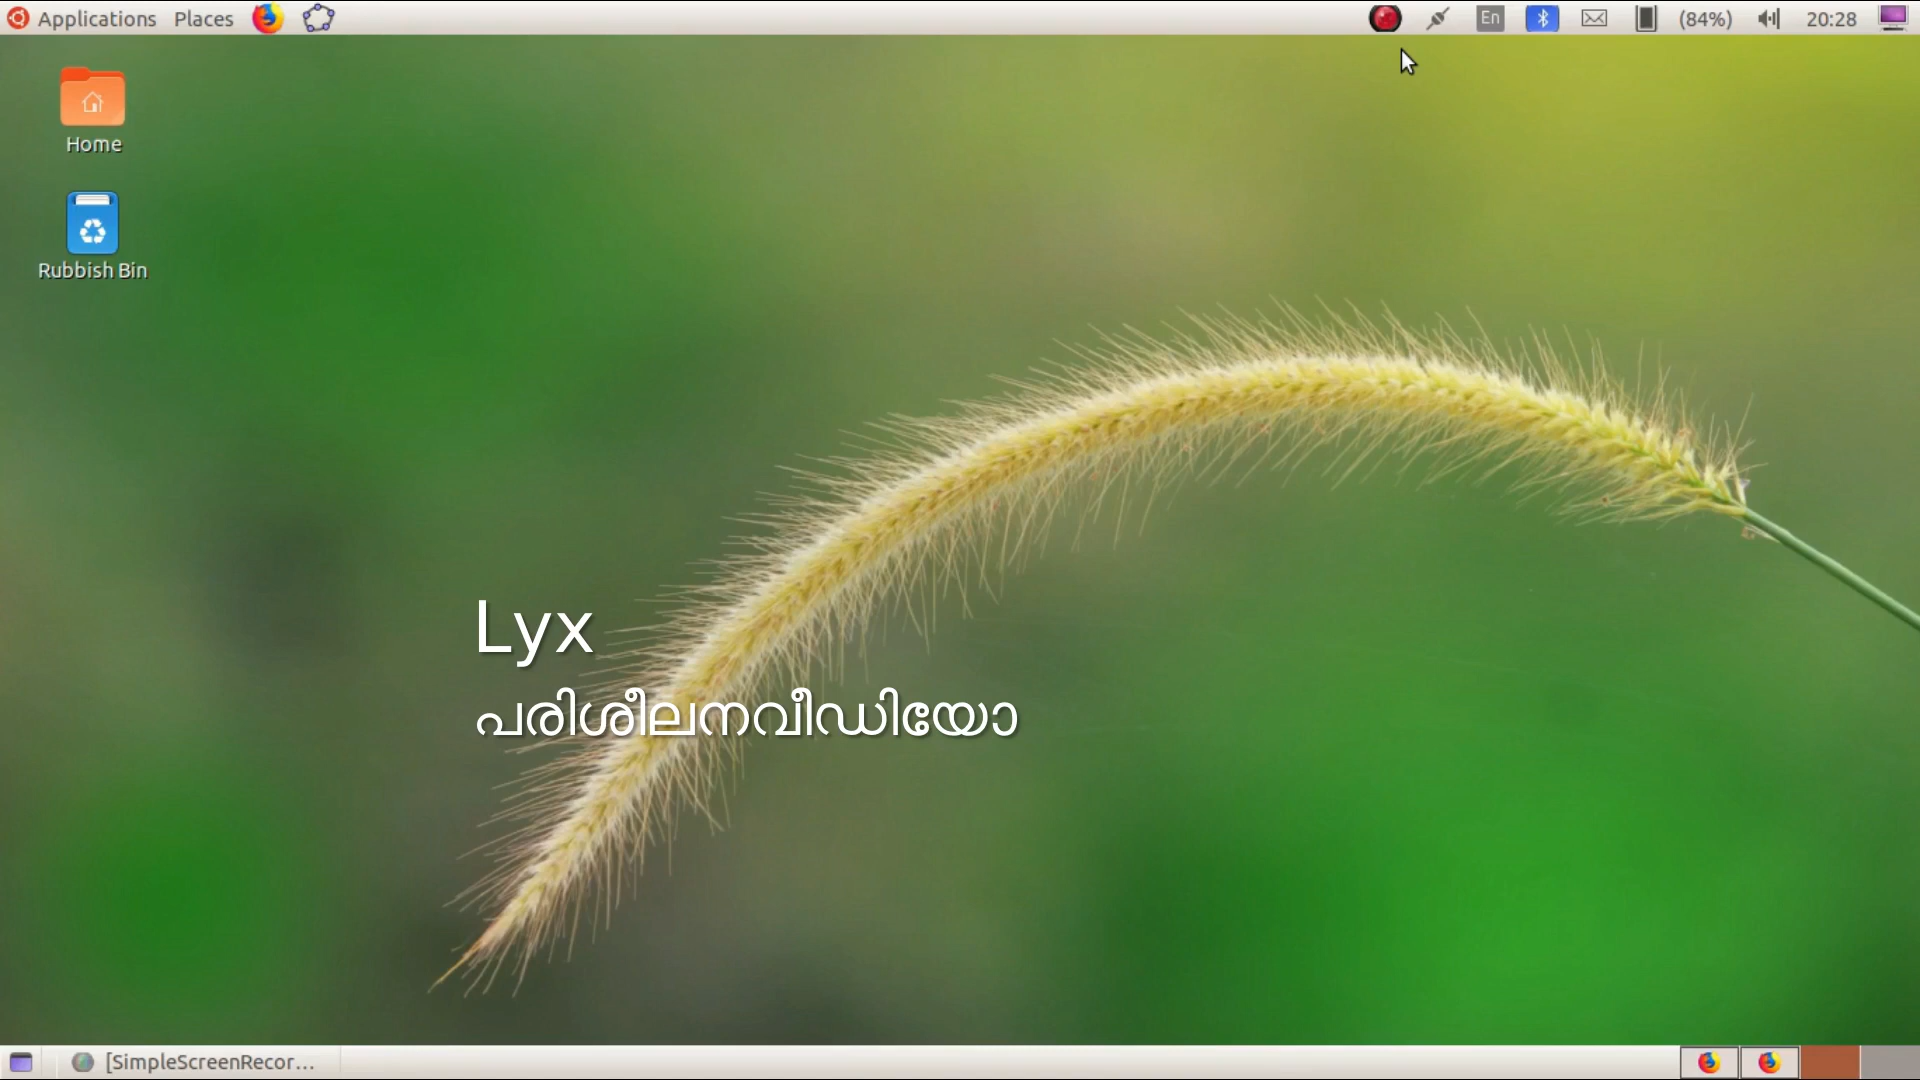 Applications Places En (84%) 20:28
Home
Rubbish Bin
Lyx
പരിശീലനവീഡിയോ
[SimpleScreenRecor...